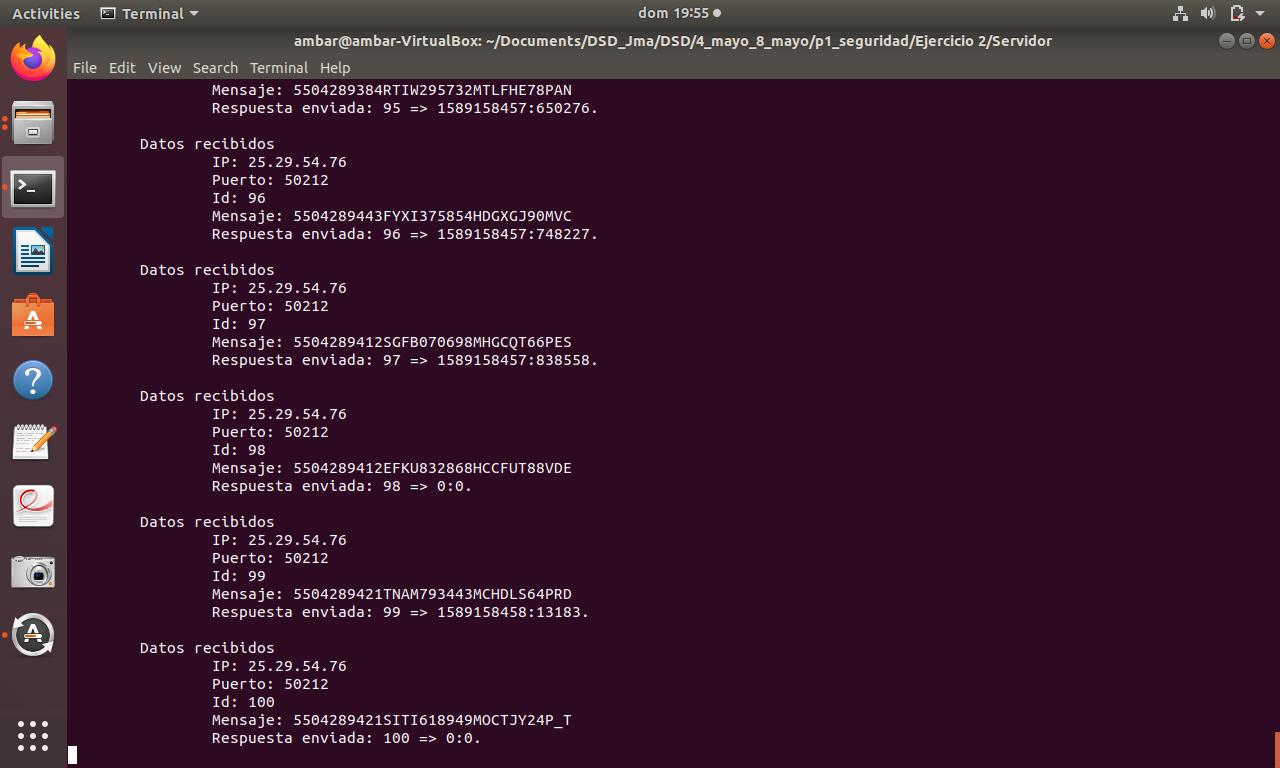 Activities Terminal dom 19:55
ambar@ambar-VirtualBox: ~/Documents/DSD_Jma/DSD/4_mayo_8_mayo/p1_seguridad/Ejercicio 2/Servidor
File Edit View Search Terminal Help
Mensaje: 5504289384RTIW295732MTLFHE78PAN
Respuesta enviada: 95 => 1589158457:650276.
Datos recibidos
IP: 25.29.54.76
Puerto: 50212
Id: 96
Mensaje: 5504289443FYXI375854HDGXGJ90MVC
Respuesta enviada: 96 => 1589158457:748227.
Datos recibidos
IP: 25.29.54.76
Puerto: 50212
Id: 97
Mensaje: 5504289412SGFB070698MHGCQT66PES
Respuesta enviada: 97 => 1589158457:838558.
Datos recibidos
IP: 25.29.54.76
Puerto: 50212
Id: 98
Mensaje: 5504289412EFKU832868HCCFUT88VDE
Respuesta enviada: 98 => 0:0.
Datos recibidos
IP: 25.29.54.76
Puerto: 50212
Id: 99
Mensaje: 5504289421TNAM793443MCHDLS64PRD
Respuesta enviada: 99 => 1589158458:13183.
Datos recibidos
IP: 25.29.54.76
Puerto: 50212
Id: 100
Mensaje: 5504289421SITI618949MOCTJY24P_T
Respuesta enviada: 100 => 0:0.